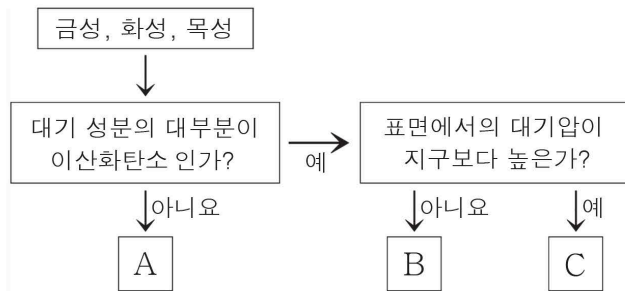 금성, 화성, 목성
대기 성분의 대부분이
이산화탄소 인가?
예
표면에서의 대기압이
지구보다 높은가?
아니요
아니요
예
A
B
C